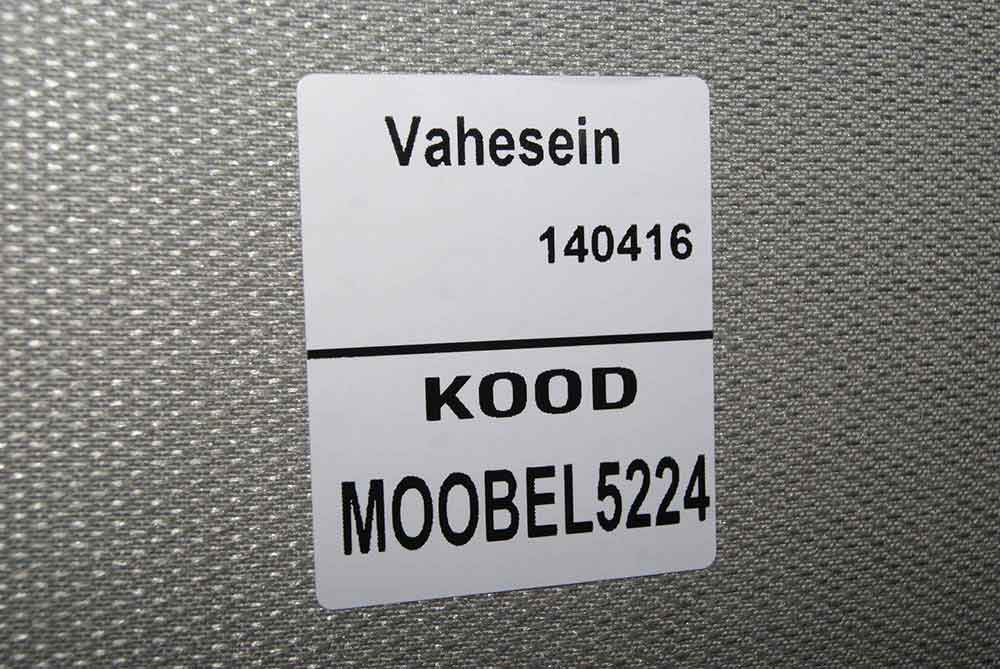 Vahesein
140416
KOOD
MOOBEL5224